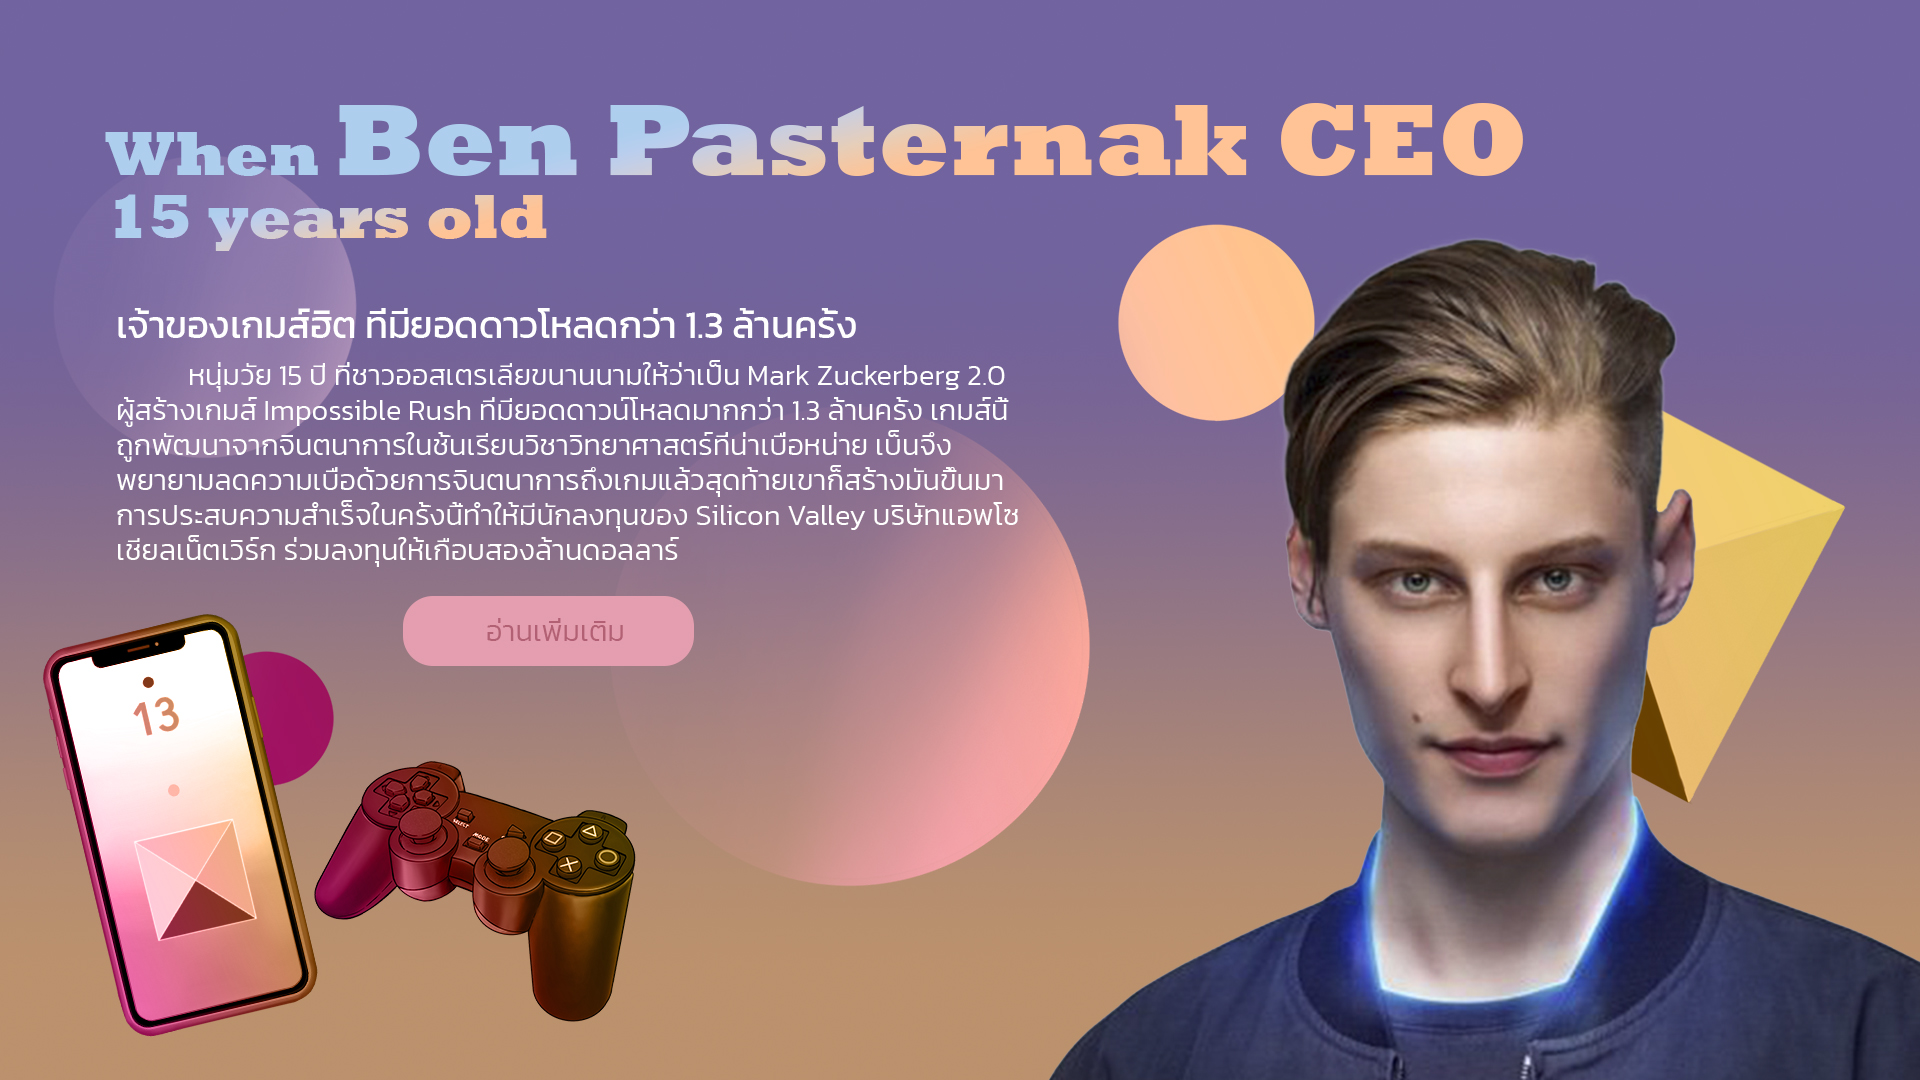 When Ben Pasternak CEO
15 years old
เจ้าของเกมส์ฮิต ที่มียอดดาวโหลดกว่า 1.3 ล้านครั้ง
หนุ่มวัย 15 ปี ที่ชาวออสเตรเลียขนานนามให้ว่าเป็น Mark Zuckerberg 2.0
ผู้สร้างเกมส์ Impossible Rush ที่มียอดดาวน์โหลดมากกว่า 1.3 ล้านครั้ง เกมส์นี้
ถูกพัฒนาจากจินตนาการในชั้นเรียนวิชาวิทยาศาสตร์ที่น่าเบื่อหน่าย เบ็นจึง
พยายามลดความเบื่อด้วยการจินตนาการถึงเกมแล้วสุดท้ายเขาก็สร้างมันขึ้นมา
การประสบความสำเร็จในครั้งนี้ทำให้มีนักลงทุนของ Silicon Valley บริษัทแอพโซ
เชียลเน็ตเวิร์ก ร่วมลงทุนให้เกือบสองล้านดอลลาร์
อ่านเพิ่มเติม
13
SELECT
MODE